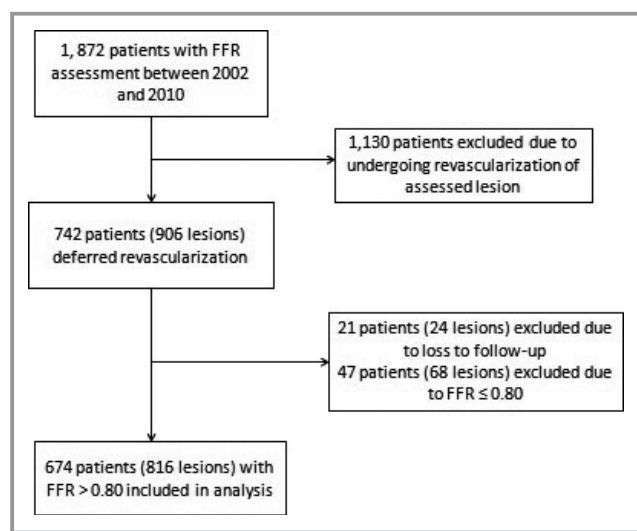 1, 872 patients with FFR
assessment between 2002
and 2010
1,130 patients excluded due to
undergoing revascularization of
assessed lesion
742 patients (906 lesions)
deferred revascularization
21 patients (24 lesions) excluded due
to loss to follow-up
47 patients (68 lesions) excluded due
to FFR ≤ 0.80
674 patients (816 lesions) with
FFR > 0.80 included in analysis